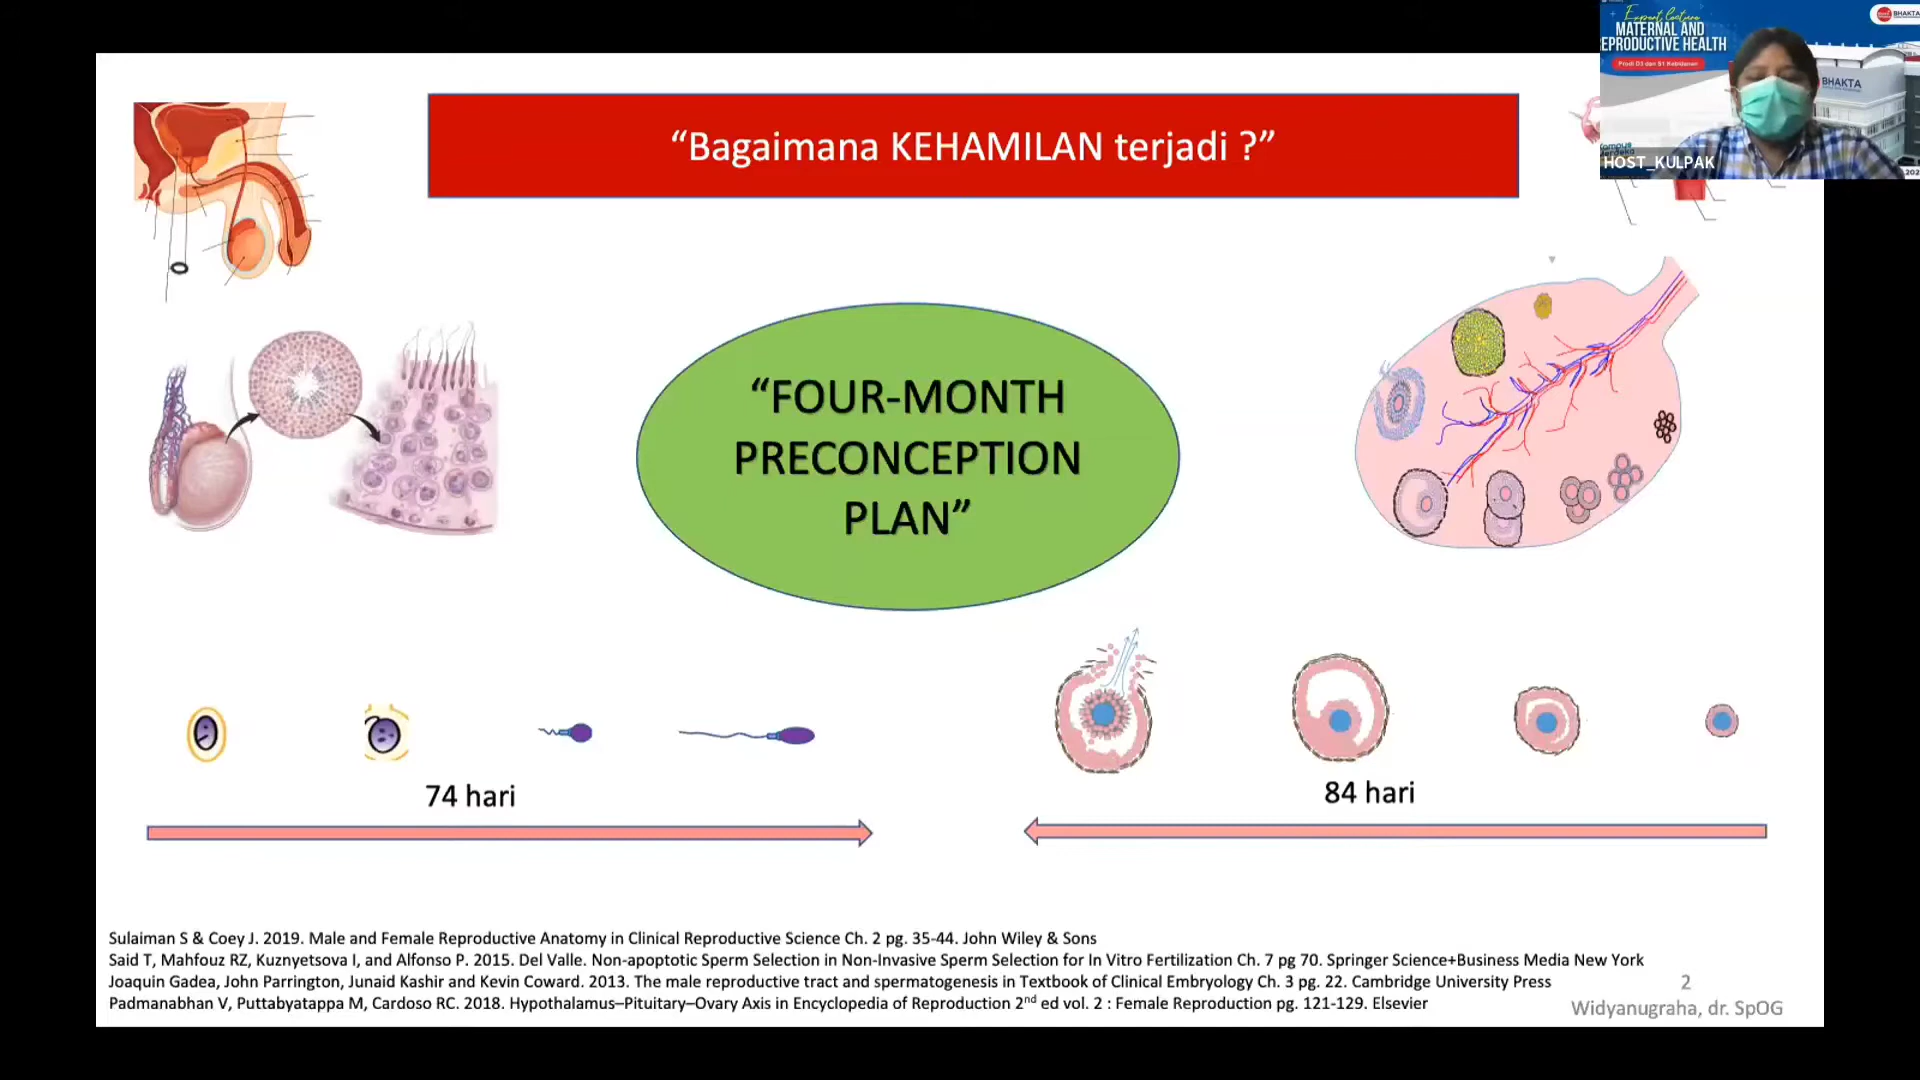 Expert Lecture
MATERNAL AND
REPRODUCTIVE HEALTH
Prodi D3 dan S1 Kebidanan
BHAKTA
BHAKTA
HOST_KULPAK
“Bagaimana KEHAMILAN terjadi ?”
“FOUR-MONTH
PRECONCEPTION
PLAN”
74 hari
84 hari
Sulaiman S & Coey J. 2019. Male and Female Reproductive Anatomy in Clinical Reproductive Science Ch. 2 pg. 35-44. John Wiley & Sons
Said T, Mahfouz RZ, Kuznyetsova I, and Alfonso P. 2015. Del Valle. Non-apoptotic Sperm Selection in Non-Invasive Sperm Selection for In Vitro Fertilization Ch. 7 pg 70. Springer Science+Business Media New York
Joaquin Gadea, John Parrington, Junaid Kashir and Kevin Coward. 2013. The male reproductive tract and spermatogenesis in Textbook of Clinical Embryology Ch. 3 pg. 22. Cambridge University Press
Padmanabhan V, Puttabyatappa M, Cardoso RC. 2018. Hypothalamus–Pituitary–Ovary Axis in Encyclopedia of Reproduction 2nd ed vol. 2 : Female Reproduction pg. 121-129. Elsevier
2
Widyanugraha, dr. SpOG